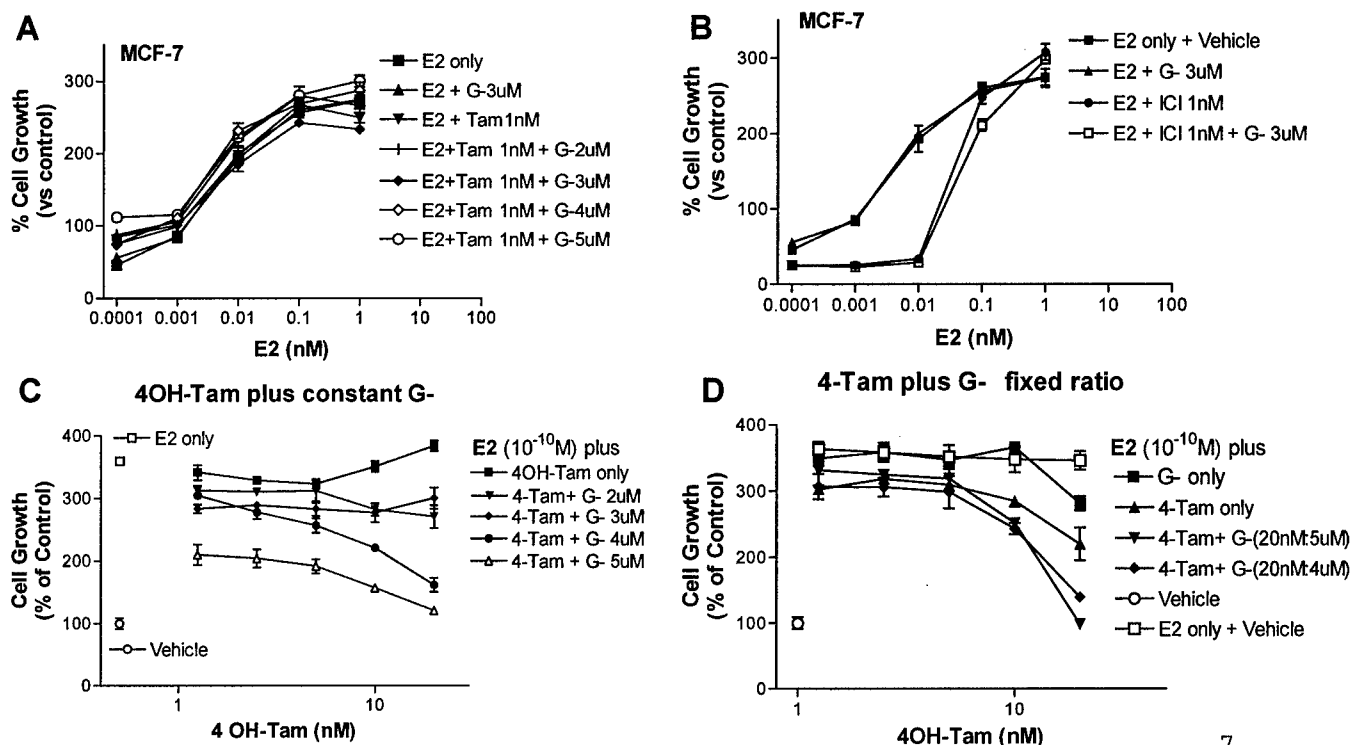 A
MCF-7
% Cell Growth
(vs control)
300
200
100
0
0.0001 0.001 0.01 0.1 1 10 100
E2 (nM)
E2 only
E2 + G-3uM
E2 + Tam1nM
E2+Tam 1nM + G-2uM
E2+Tam 1nM + G-3uM
E2+Tam 1nM + G-4uM
E2+Tam 1nM + G-5uM
B
MCF-7
% Cell Growth
(vs control)
300
200
100
0
0.0001 0.001 0.01 0.1 1 10 100
E2 (nM)
E2 only + Vehicle
E2 + G- 3uM
E2 + ICI 1nM
E2 + ICI 1nM + G- 3uM
C
4OH-Tam plus constant G-
Cell Growth
(% of Control)
400
300
200
100
0
E2 only
Vehicle
1 10
4 OH-Tam (nM)
E2 (10⁻¹⁰M) plus
4OH-Tam only
4-Tam+ G- 2uM
4-Tam + G- 3uM
4-Tam + G- 4uM
4-Tam + G- 5uM
D
4-Tam plus G- fixed ratio
Cell Growth
(% of Control)
400
300
200
100
0
1 10
4OH-Tam (nM)
E2 (10⁻¹⁰M) plus
G- only
4-Tam only
4-Tam+ G-(20nM:5uM)
4-Tam+ G-(20nM:4uM)
Vehicle
E2 only + Vehicle
7